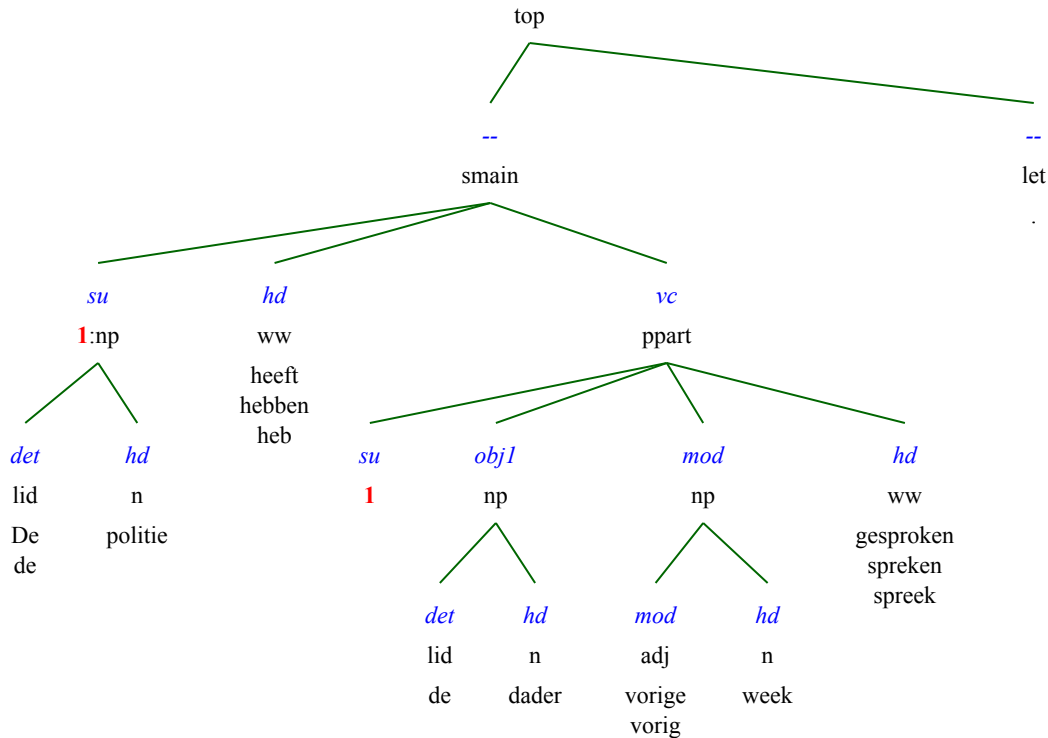 top
-- --
smain let
.
su hd vc
1:np ww ppart
heeft
hebben
heb
det hd su obj1 mod hd
lid n 1 np np ww
De politie gesproken
de spreken
spreek
det hd mod hd
lid n adj n
de dader vorige week
vorig